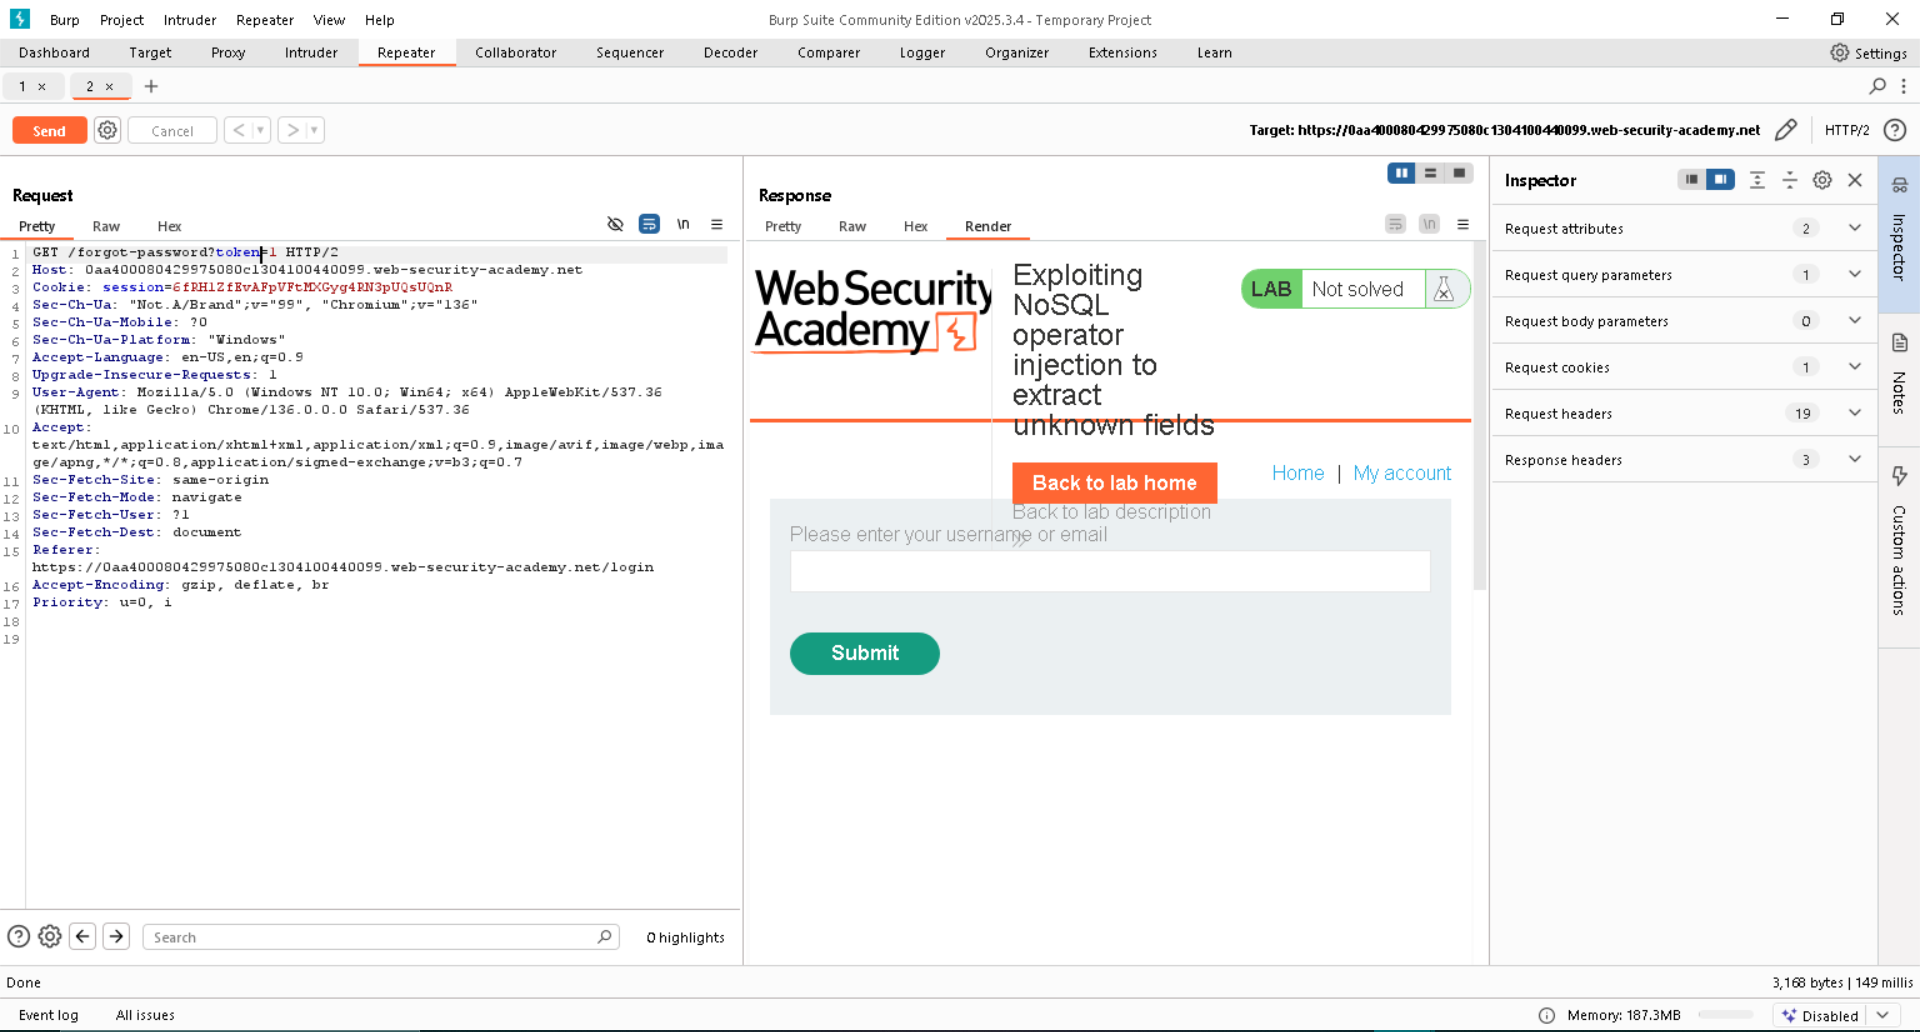 Burp Project Intruder Repeater View Help
Burp Suite Community Edition v2025.3.4 - Temporary Project
Dashboard Target Proxy Intruder Repeater Collaborator Sequencer Decoder Comparer Logger Organizer Extensions Learn
Settings
1 × 2 × +
Send Cancel < >
Target: https://0aa400080429975080c1304100440099.web-security-academy.net
HTTP/2
Request
Pretty Raw Hex
\n
1 GET /forgot-password?token=1 HTTP/2
2 Host: 0aa400080429975080c1304100440099.web-security-academy.net
3 Cookie: session=6fRHlZfEvAFpVFtMXGyg4RN3pUQsUQnR
4 Sec-Ch-Ua: "Not.A/Brand";v="99", "Chromium";v="136"
5 Sec-Ch-Ua-Mobile: ?0
6 Sec-Ch-Ua-Platform: "Windows"
7 Accept-Language: en-US,en;q=0.9
8 Upgrade-Insecure-Requests: 1
9 User-Agent: Mozilla/5.0 (Windows NT 10.0; Win64; x64) AppleWebKit/537.36
(KHTML, like Gecko) Chrome/136.0.0.0 Safari/537.36
10 Accept:
text/html,application/xhtml+xml,application/xml;q=0.9,image/avif,image/webp,ima
ge/apng,*/*;q=0.8,application/signed-exchange;v=b3;q=0.7
11 Sec-Fetch-Site: same-origin
12 Sec-Fetch-Mode: navigate
13 Sec-Fetch-User: ?1
14 Sec-Fetch-Dest: document
15 Referer:
https://0aa400080429975080c1304100440099.web-security-academy.net/login
16 Accept-Encoding: gzip, deflate, br
17 Priority: u=0, i
18
19
Search
0 highlights
Response
Pretty Raw Hex Render
\n
Web Security
Academy
Exploiting
NoSQL
operator
injection to
extract
unknown fields
LAB Not solved
Back to lab home
Home | My account
Back to lab description
Please enter your username or email
Submit
Inspector
Request attributes 2
Request query parameters 1
Request body parameters 0
Request cookies 1
Request headers 19
Response headers 3
Inspector
Notes
Custom actions
Done
3,168 bytes | 149 millis
Event log All issues
Memory: 187.3MB
Disabled